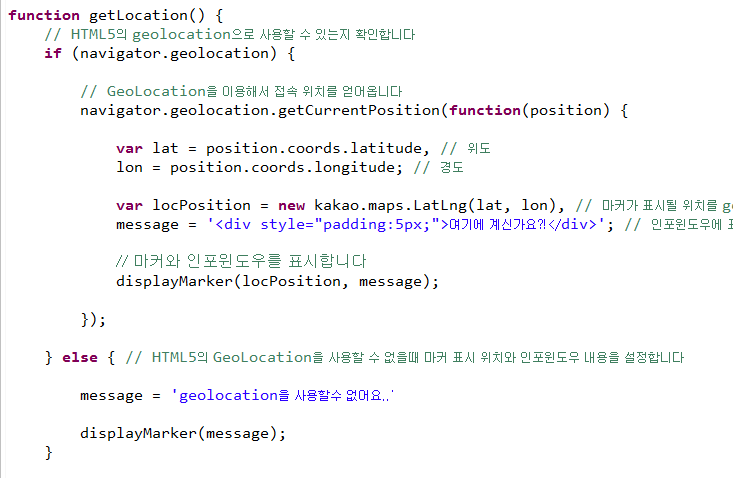 function getLocation() {
// HTML5의 geolocation으로 사용할 수 있는지 확인합니다
if (navigator.geolocation) {
// GeoLocation을 이용해서 접속 위치를 얻어옵니다
navigator.geolocation.getCurrentPosition(function(position) {
var lat = position.coords.latitude, // 위도
lon = position.coords.longitude; // 경도
var locPosition = new kakao.maps.LatLng(lat, lon), // 마커가 표시될 위치를 g
message = '<div style="padding:5px;">여기에 계신가요?!</div>'; // 인포윈도우에
// 마커와 인포윈도우를 표시합니다
displayMarker(locPosition, message);
});
} else { // HTML5의 GeoLocation을 사용할 수 없을때 마커 표시 위치와 인포윈도우 내용을 설정합니다
message = 'geolocation을 사용할수 없어요..'
displayMarker(message);
}